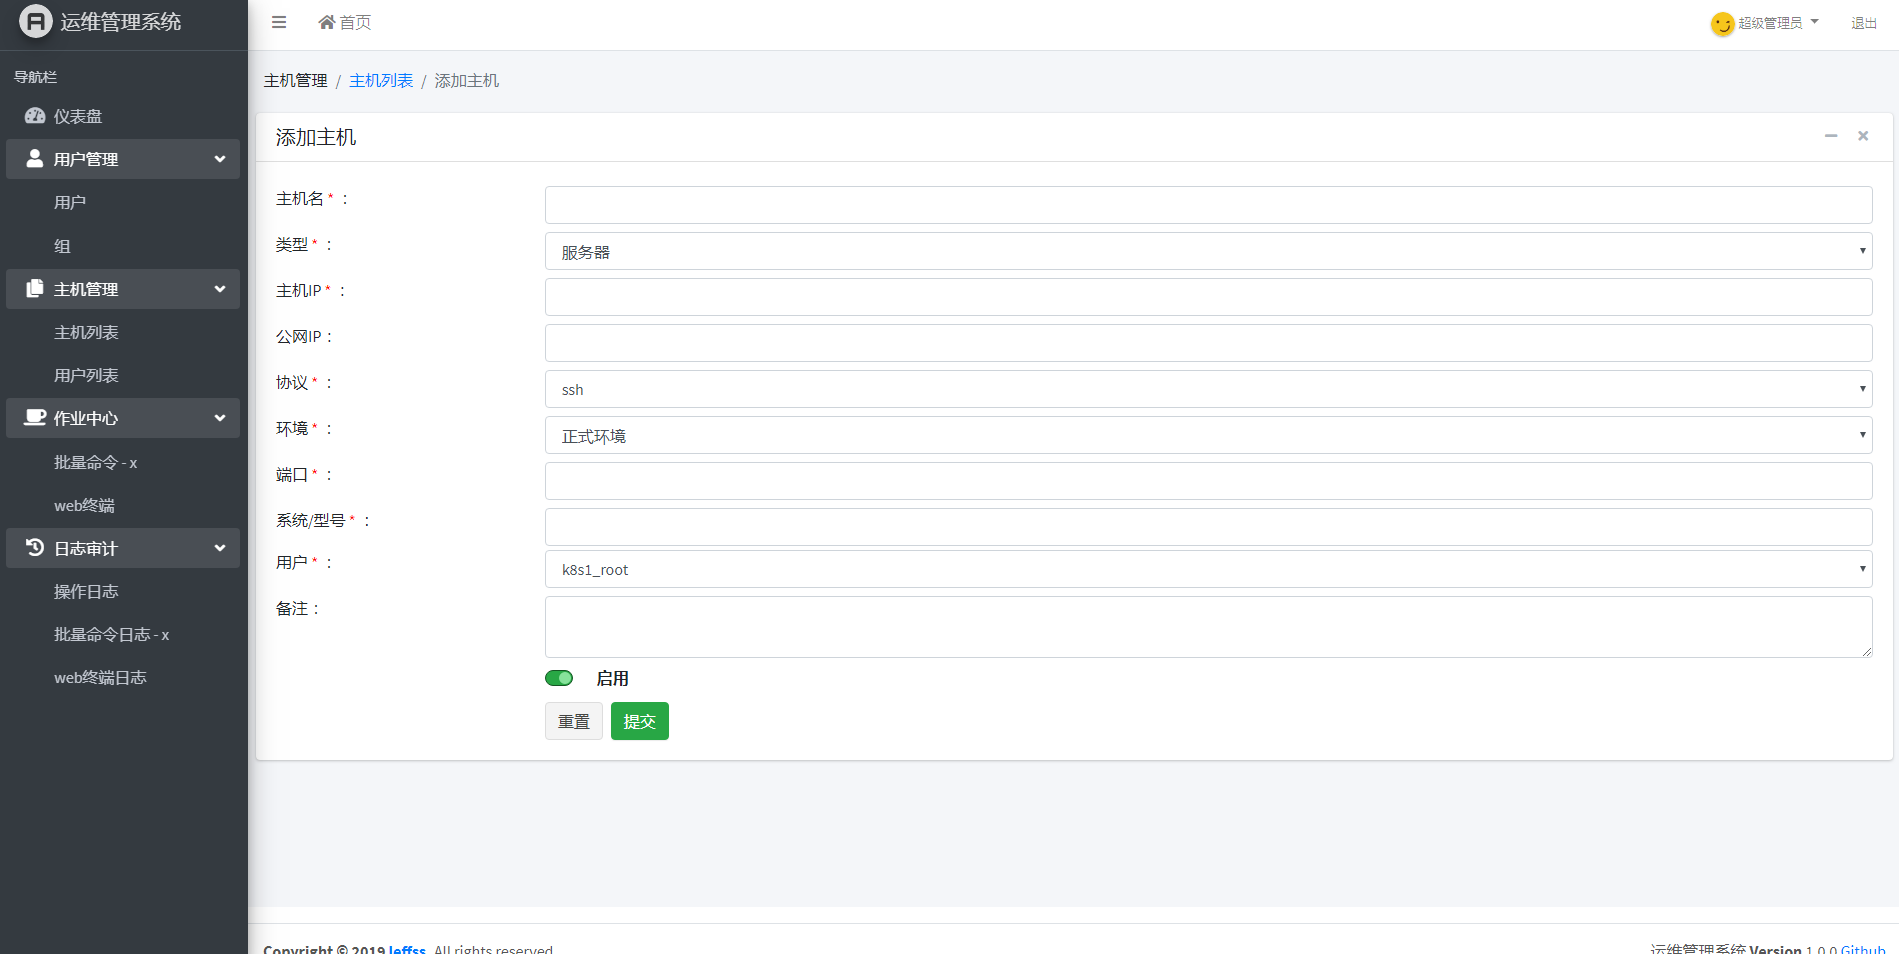 运维管理系统
首页
超级管理员
退出
导航栏
仪表盘
用户管理
用户
组
主机管理
主机列表
用户列表
作业中心
批量命令 - x
web终端
日志审计
操作日志
批量命令日志 - x
web终端日志
主机管理 / 主机列表 / 添加主机
添加主机
主机名 * ：
类型 * ： 服务器
主机IP * ：
公网IP：
协议 * ： ssh
环境 * ： 正式环境
端口 * ：
系统/型号 * ：
用户 * ： k8s1_root
备注：
启用
重置 提交
Copyright © 2019 Jeffss. All rights reserved.
运维管理系统 Version 1.0.0 Github